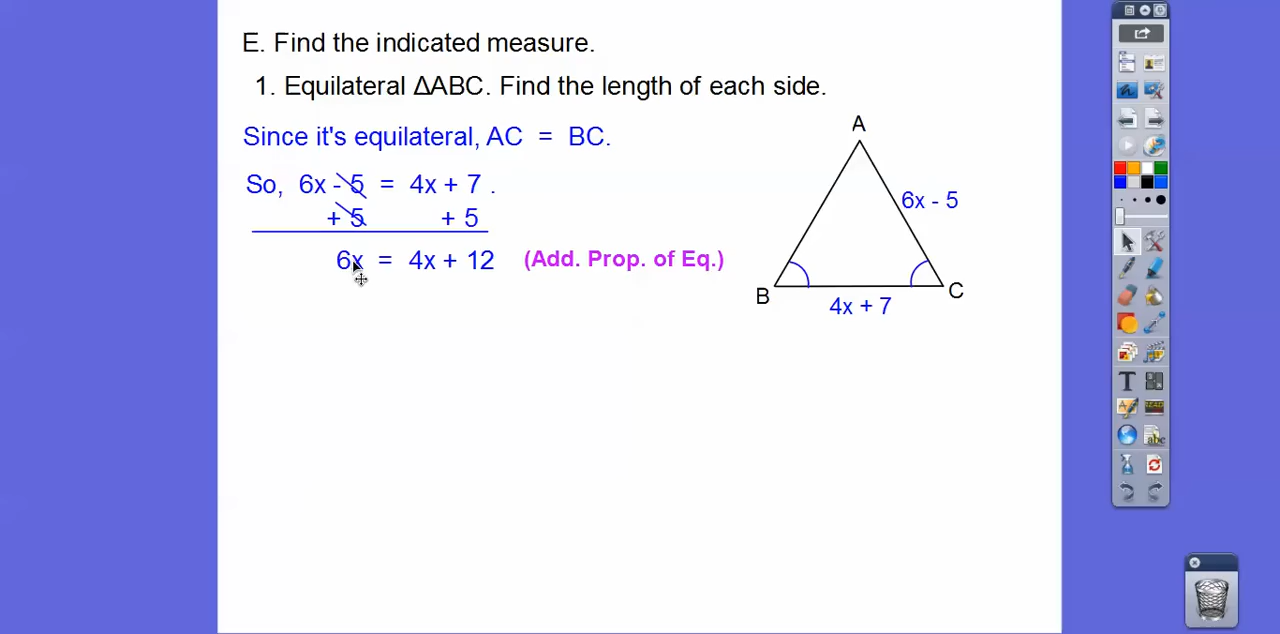 E. Find the indicated measure.
1. Equilateral ΔABC. Find the length of each side.
Since it's equilateral, AC = BC.
So, 6x - 5 = 4x + 7 .
+ 5 + 5
6x = 4x + 12 (Add. Prop. of Eq.)
A
6x - 5
B
C
4x + 7